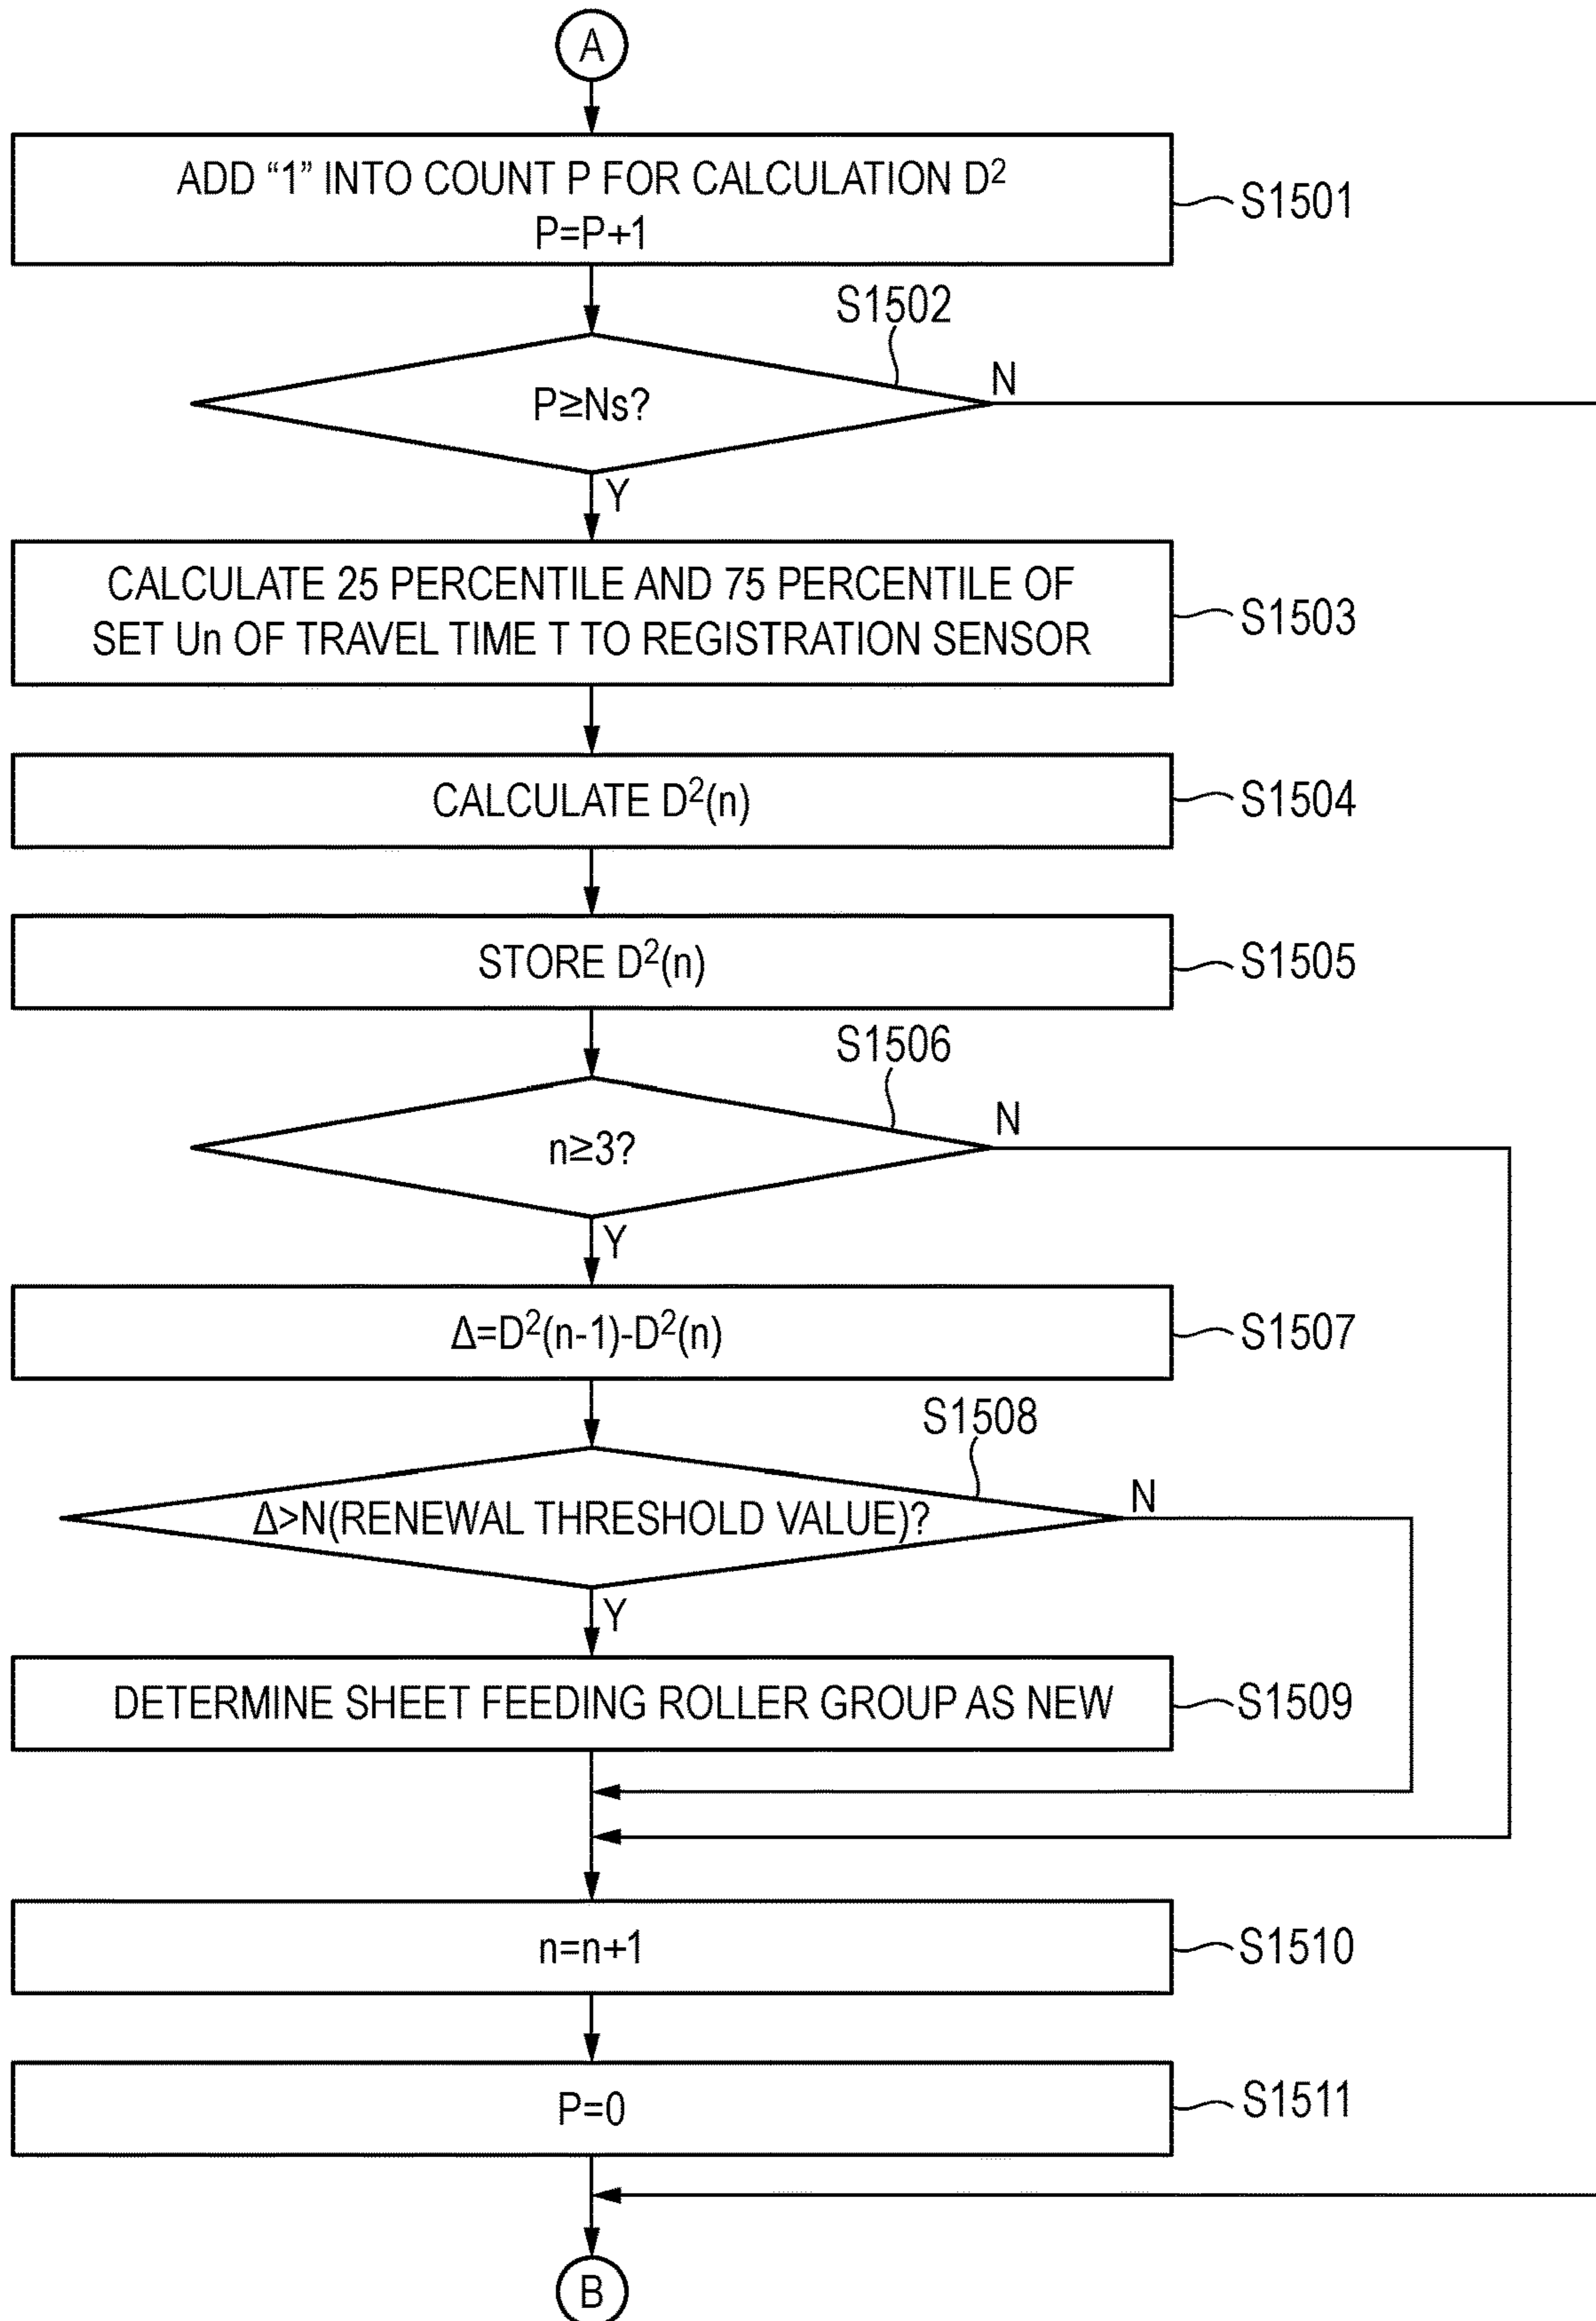 A
ADD “1” INTO COUNT P FOR CALCULATION D²
P=P+1
S1501
S1502
P≥Ns?
N
Y
CALCULATE 25 PERCENTILE AND 75 PERCENTILE OF
SET Un OF TRAVEL TIME T TO REGISTRATION SENSOR
S1503
CALCULATE D²(n)
S1504
STORE D²(n)
S1505
S1506
n≥3?
N
Y
Δ=D²(n-1)-D²(n)
S1507
S1508
Δ>N(RENEWAL THRESHOLD VALUE)?
N
Y
DETERMINE SHEET FEEDING ROLLER GROUP AS NEW
S1509
n=n+1
S1510
P=0
S1511
B